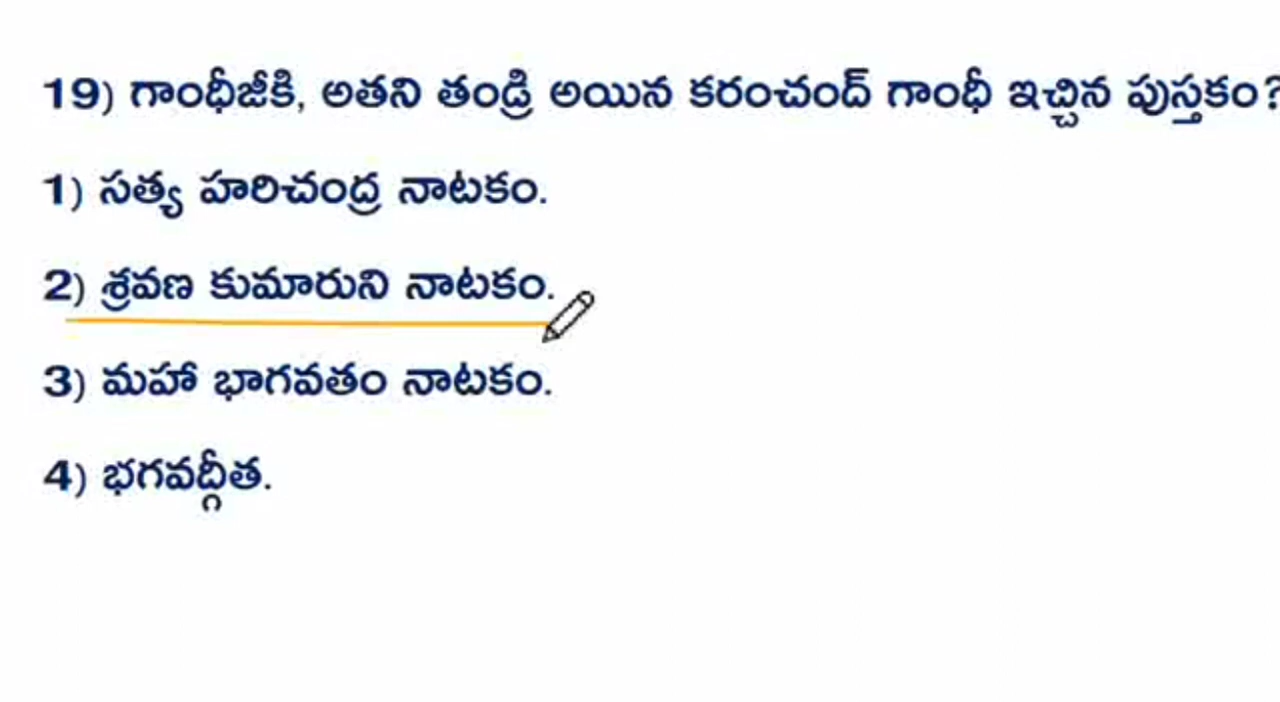 19) గాంధీజీకి, అతని తండ్రి అయిన కరంచంద్ గాంధీ ఇచ్చిన పుస్తకం?
1) సత్య హరిచంద్ర నాటకం.
2) శ్రవణ కుమారుని నాటకం.
3) మహా భాగవతం నాటకం.
4) భగవద్గీత.